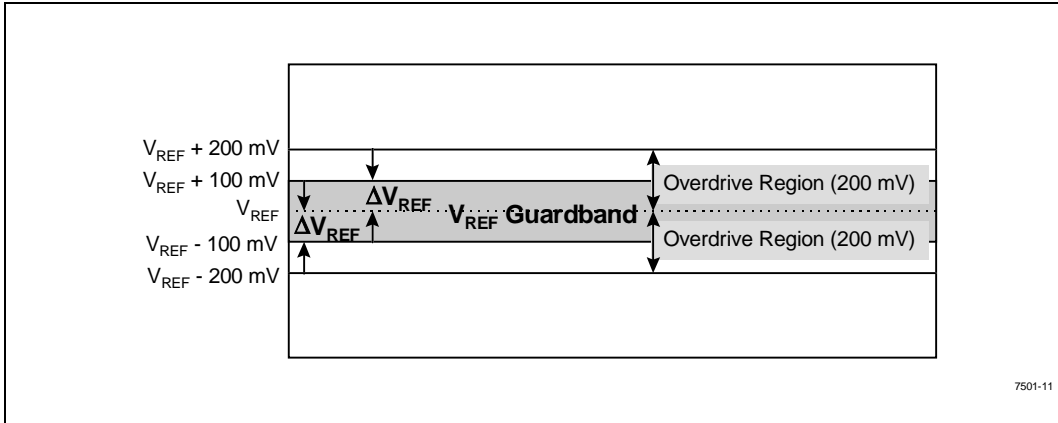 V_REF + 200 mV
V_REF + 100 mV
V_REF
V_REF - 100 mV
V_REF - 200 mV
ΔV_REF
ΔV_REF
V_REF Guardband
Overdrive Region (200 mV)
Overdrive Region (200 mV)
7501-11